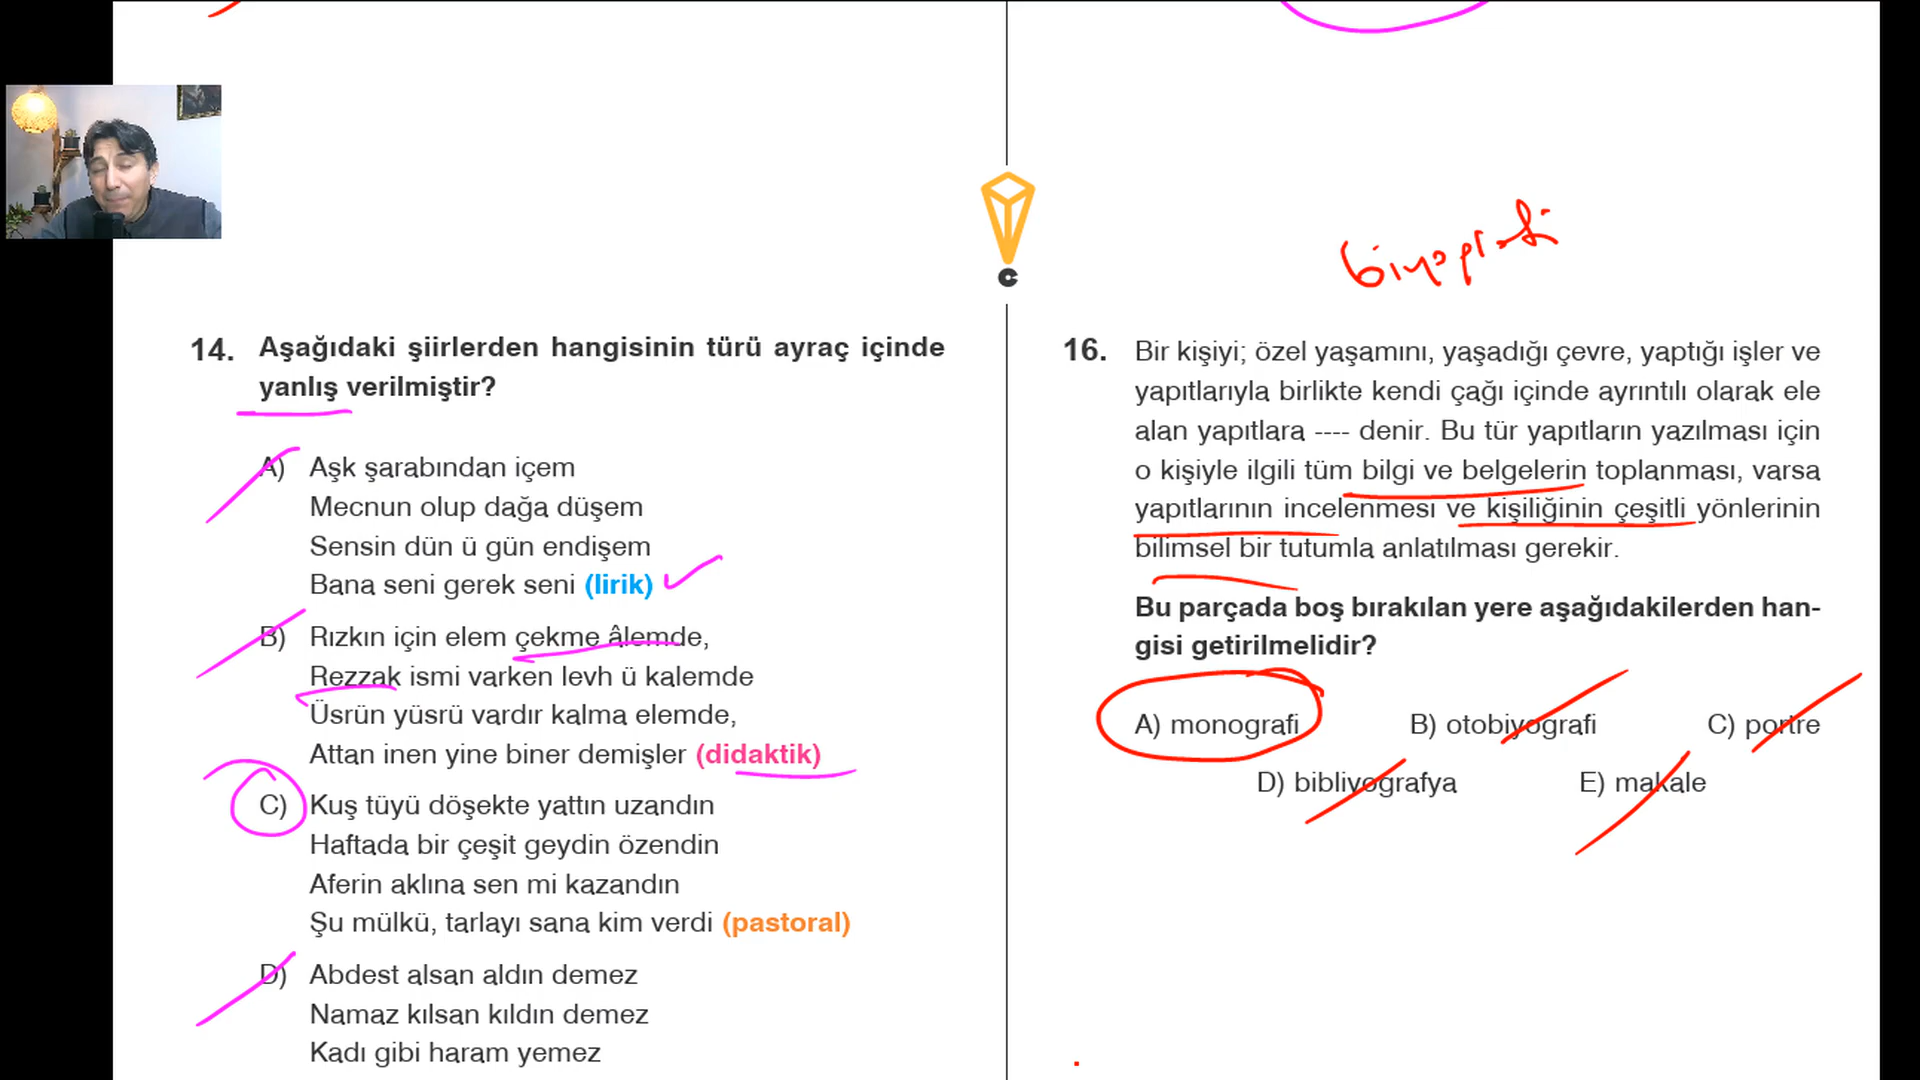 14. Aşağıdaki şiirlerden hangisinin türü ayraç içinde
yanlış verilmiştir?
A) Aşk şarabından içem
Mecnun olup dağa düşem
Sensin dün ü gün endişem
Bana seni gerek seni (lirik)
B) Rızkın için elem çekme âlemde,
Rezzak ismi varken levh ü kalemde
Üsrün yüsrü vardır kalma elemde,
Attan inen yine biner demişler (didaktik)
C) Kuş tüyü döşekte yattın uzandın
Haftada bir çeşit geydin özendin
Aferin aklına sen mi kazandın
Şu mülkü, tarlayı sana kim verdi (pastoral)
D) Abdest alsan aldın demez
Namaz kılsan kıldın demez
Kadı gibi haram yemez
biyografi
16. Bir kişiyi; özel yaşamını, yaşadığı çevre, yaptığı işler ve
yapıtlarıyla birlikte kendi çağı içinde ayrıntılı olarak ele
alan yapıtlara ---- denir. Bu tür yapıtların yazılması için
o kişiyle ilgili tüm bilgi ve belgelerin toplanması, varsa
yapıtlarının incelenmesi ve kişiliğinin çeşitli yönlerinin
bilimsel bir tutumla anlatılması gerekir.
Bu parçada boş bırakılan yere aşağıdakilerden han-
gisi getirilmelidir?
A) monografi B) otobiyografi C) portre
D) bibliyografya E) makale